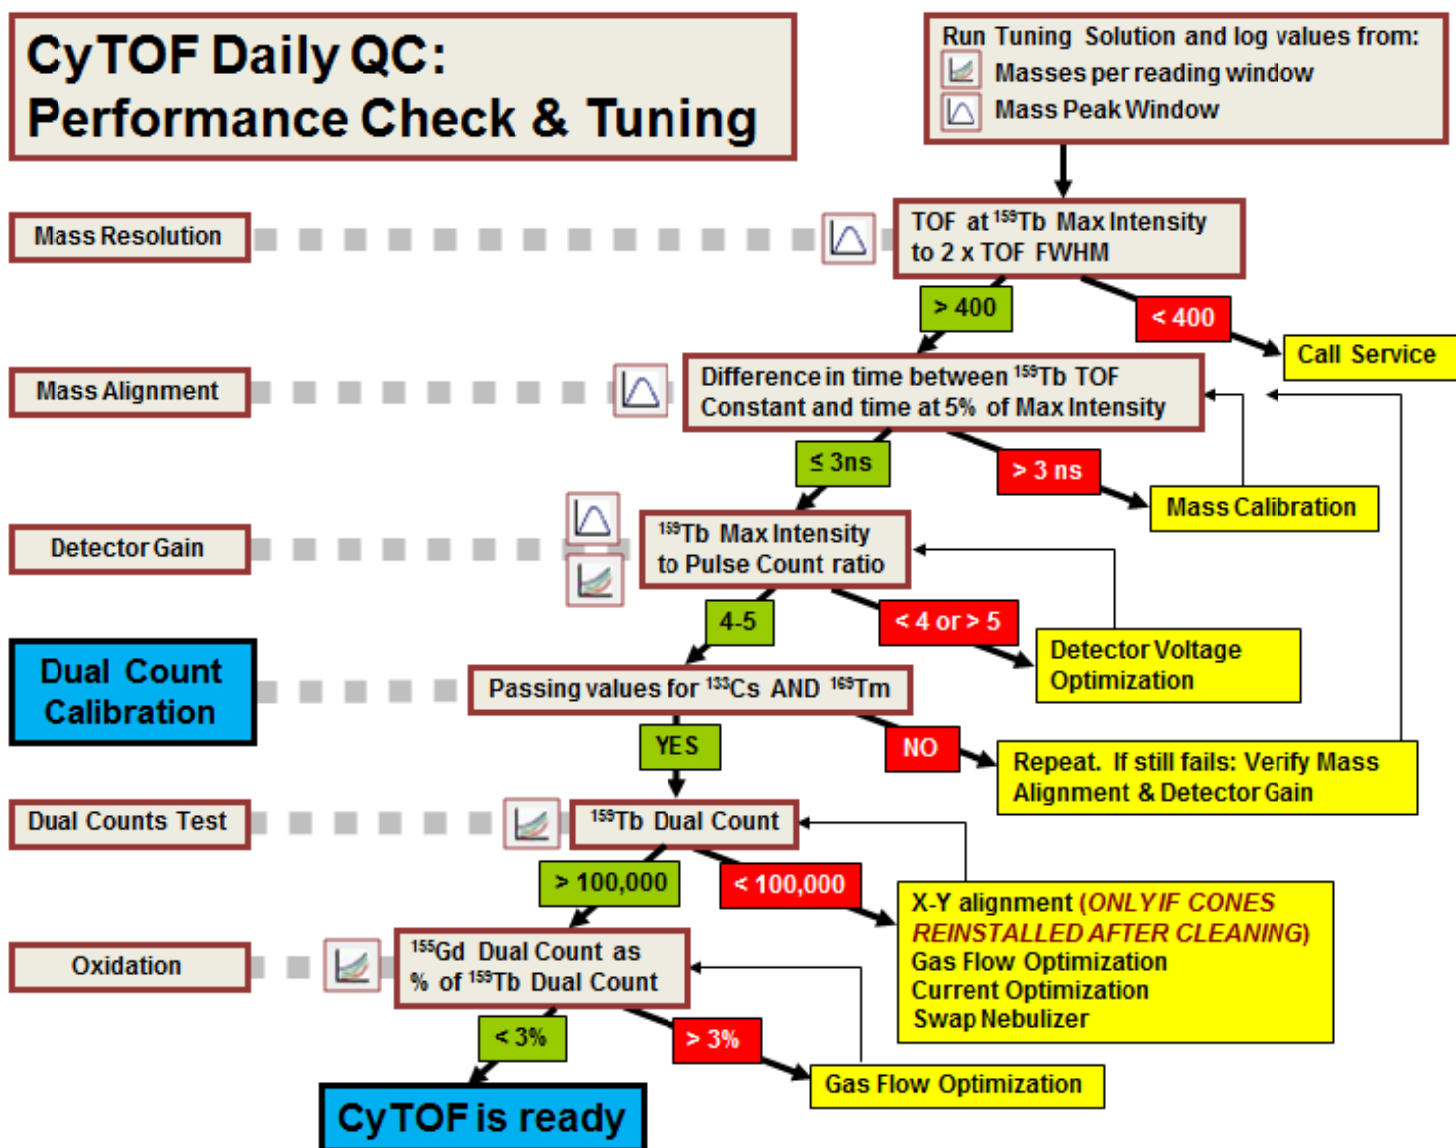 CyTOF Daily QC:
Performance Check & Tuning
Run Tuning Solution and log values from:
Masses per reading window
Mass Peak Window
Mass Resolution
TOF at ¹⁵⁹Tb Max Intensity
to 2 x TOF FWHM
> 400
< 400
Call Service
Mass Alignment
Difference in time between ¹⁵⁹Tb TOF
Constant and time at 5% of Max Intensity
≤ 3ns
> 3 ns
Mass Calibration
Detector Gain
¹⁵⁹Tb Max Intensity
to Pulse Count ratio
4-5
< 4 or > 5
Detector Voltage
Optimization
Dual Count
Calibration
Passing values for ¹³³Cs AND ¹⁶⁹Tm
YES
NO
Repeat. If still fails: Verify Mass
Alignment & Detector Gain
Dual Counts Test
¹⁵⁹Tb Dual Count
> 100,000
< 100,000
X-Y alignment (ONLY IF CONES
REINSTALLED AFTER CLEANING)
Gas Flow Optimization
Current Optimization
Swap Nebulizer
Oxidation
¹⁵⁵Gd Dual Count as
% of ¹⁵⁹Tb Dual Count
< 3%
> 3%
Gas Flow Optimization
CyTOF is ready